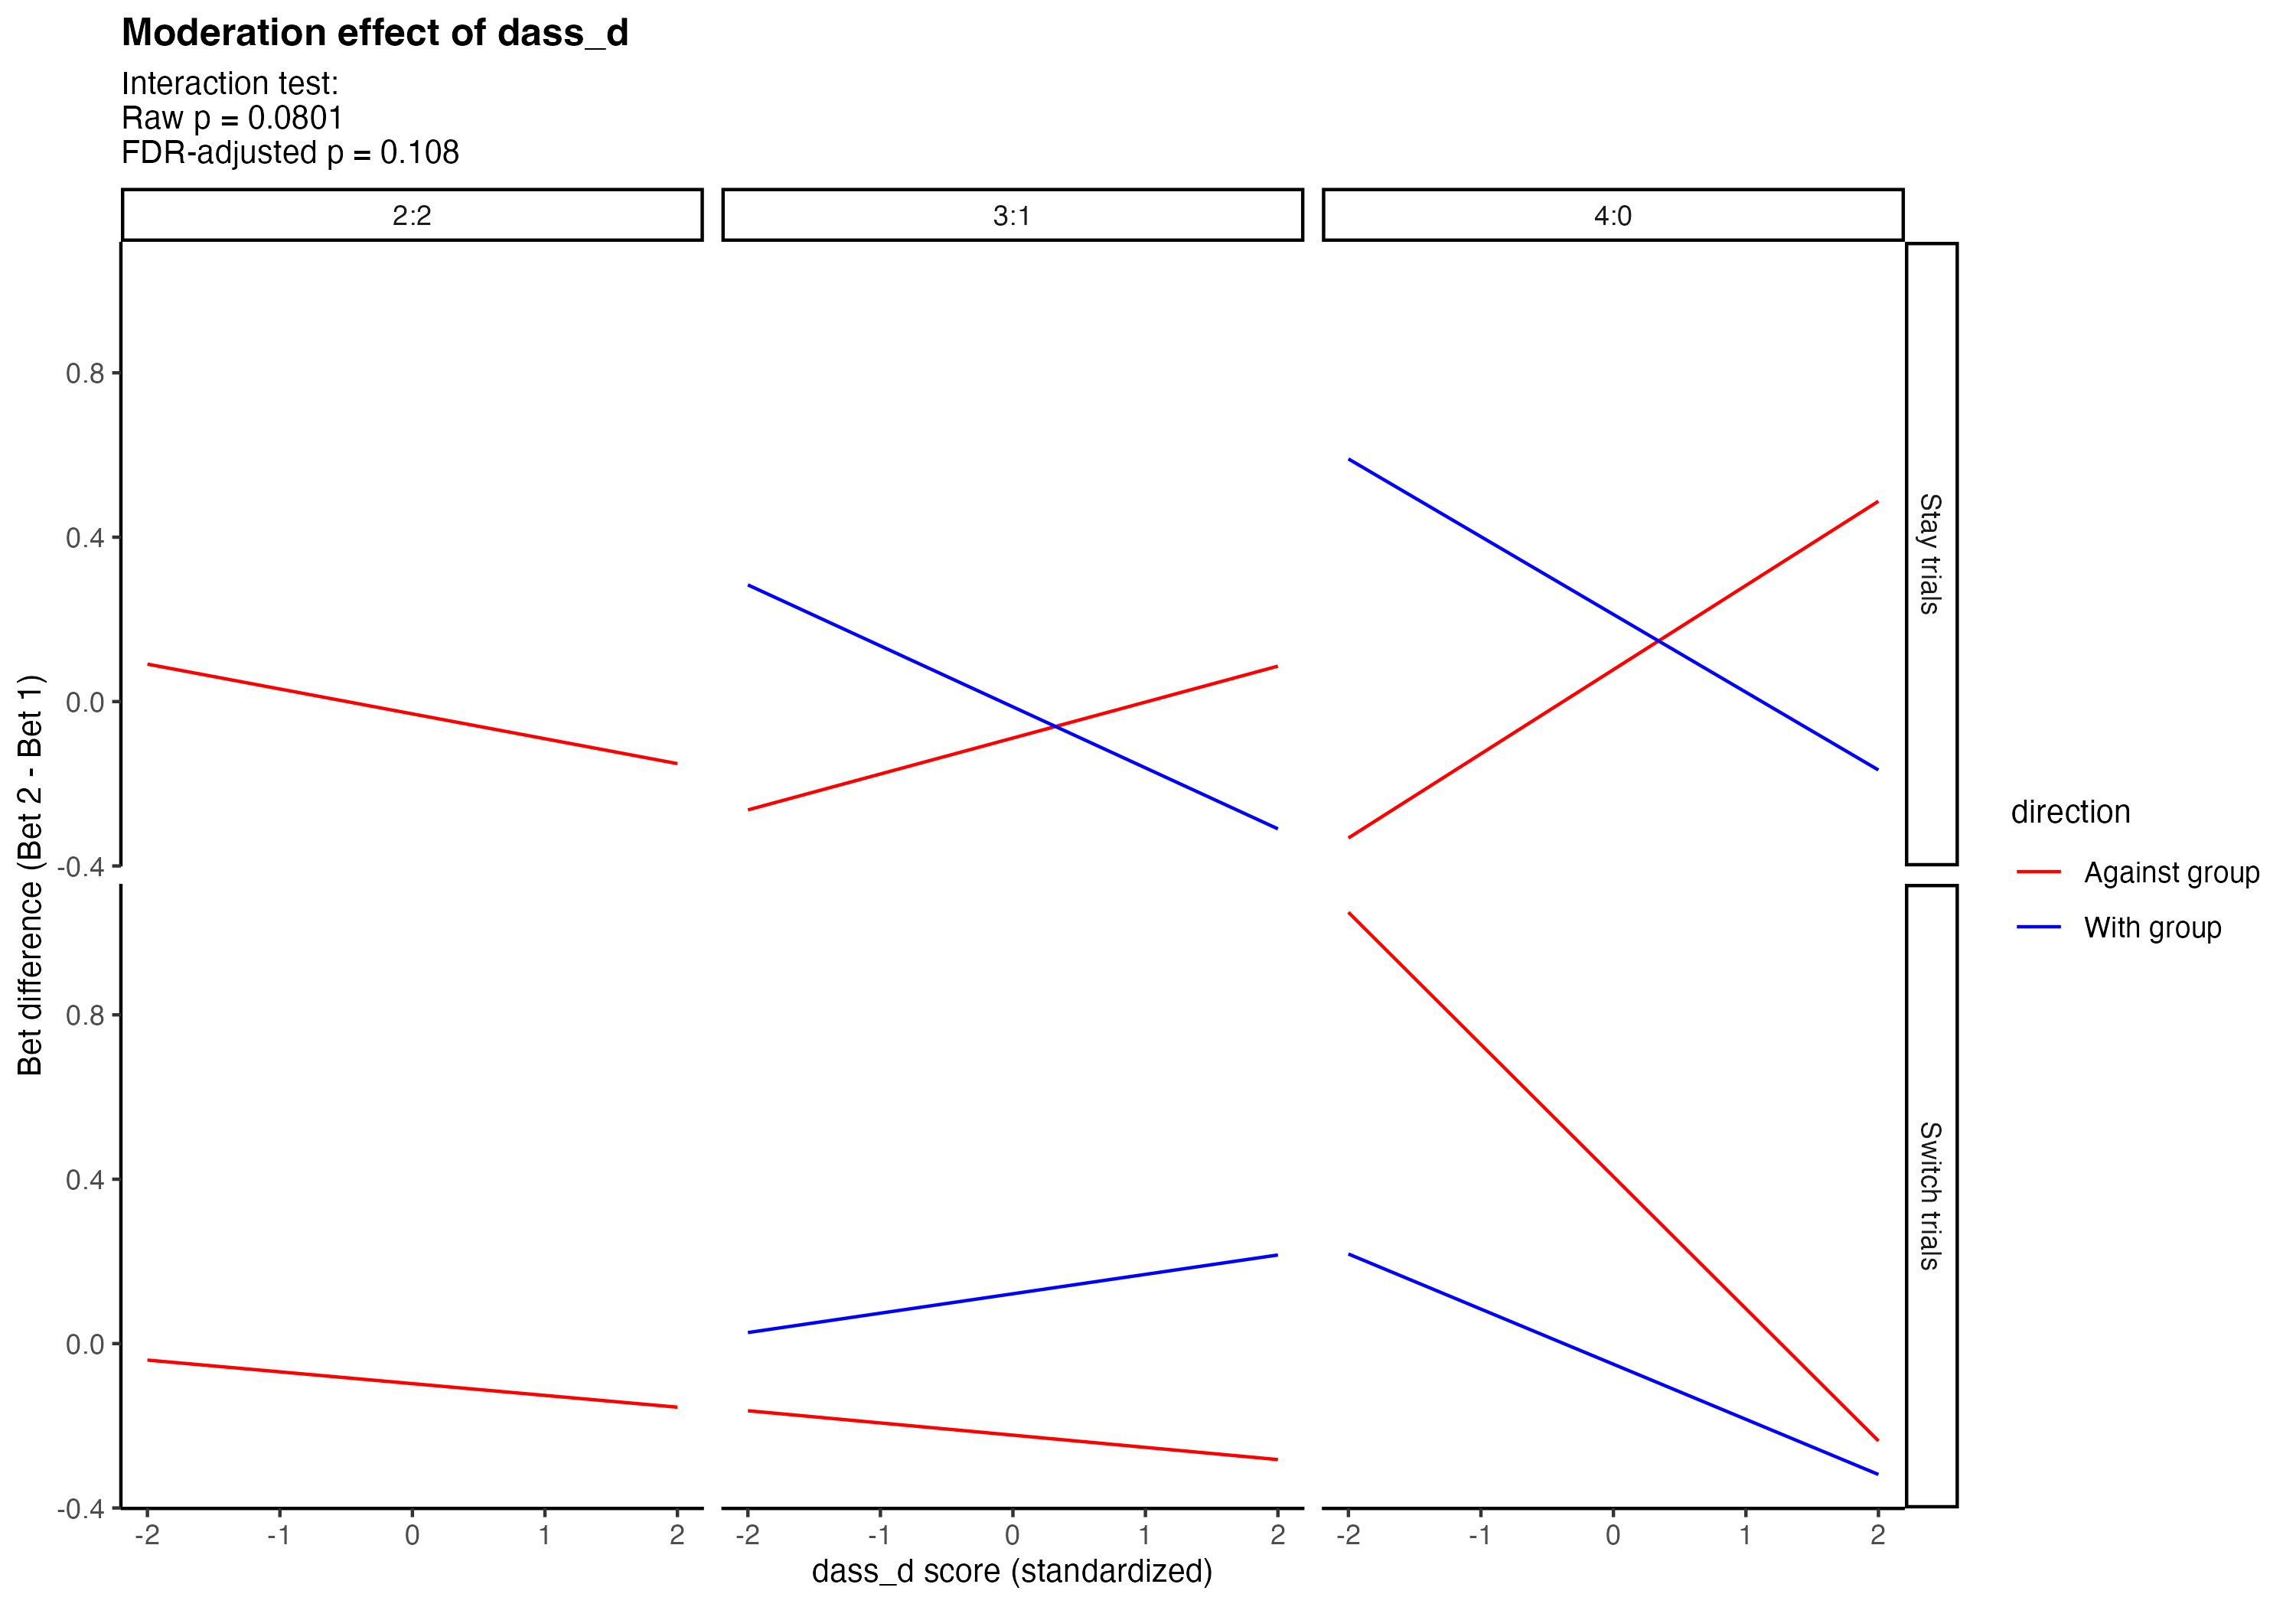 Moderation effect of dass_d
Interaction test:
Raw p = 0.0801
FDR-adjusted p = 0.108
2:2
3:1
4:0
0.8
0.4
0.0
-0.4
Stay trials
Bet difference (Bet 2 - Bet 1)
0.8
0.4
0.0
-0.4
Switch trials
-2 -1 0 1 2
-2 -1 0 1 2
-2 -1 0 1 2
dass_d score (standardized)
direction
Against group
With group